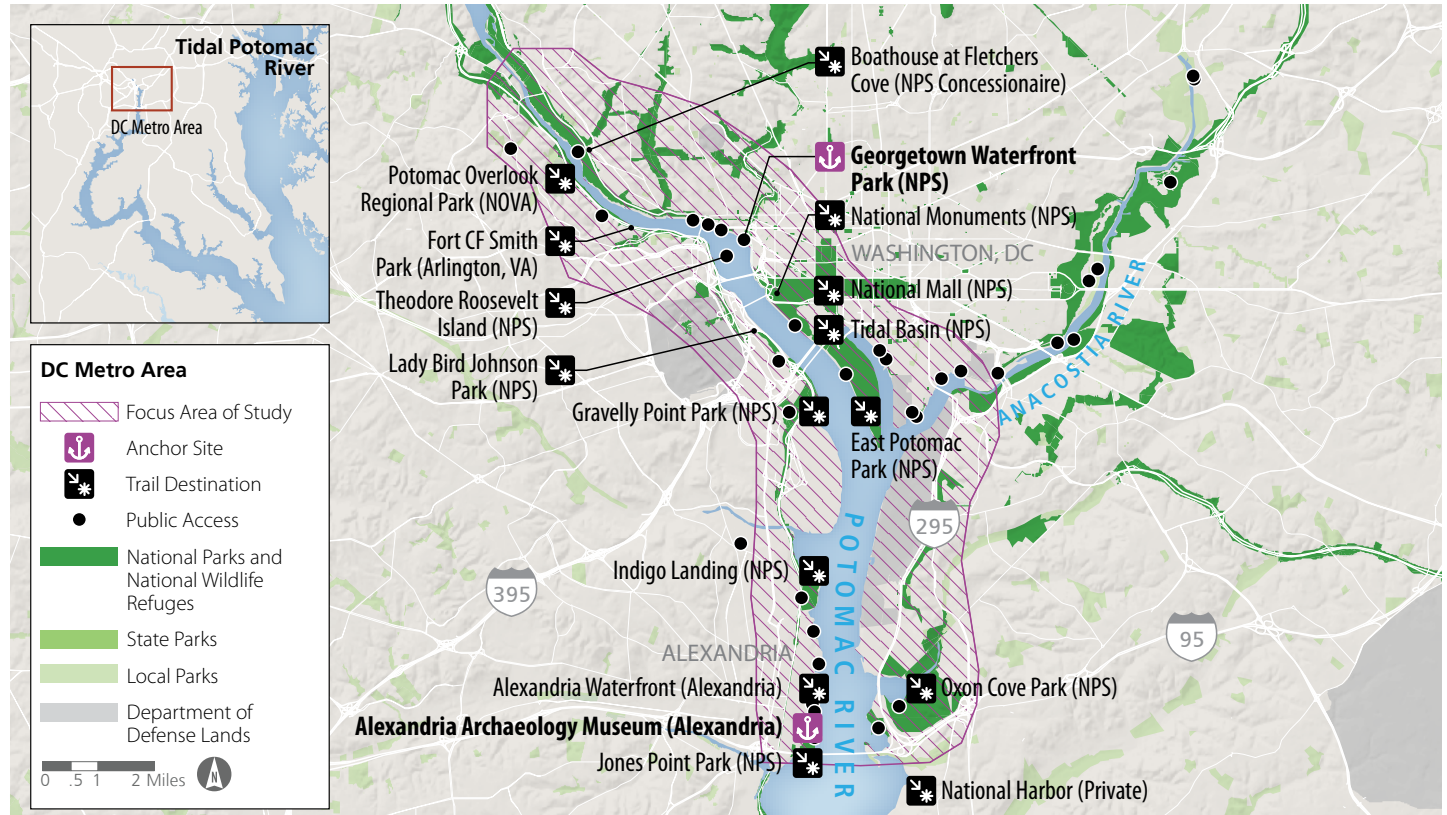 Tidal Potomac
River
DC Metro Area
DC Metro Area
Focus Area of Study
Anchor Site
Trail Destination
Public Access
National Parks and
National Wildlife
Refuges
State Parks
Local Parks
Department of
Defense Lands
0 .5 1 2 Miles
N
Boathouse at Fletchers
Cove (NPS Concessionaire)
Georgetown Waterfront
Park (NPS)
Potomac Overlook
Regional Park (NOVA)
National Monuments (NPS)
Fort CF Smith
Park (Arlington, VA)
WASHINGTON, DC
Theodore Roosevelt
Island (NPS)
National Mall (NPS)
Tidal Basin (NPS)
Lady Bird Johnson
Park (NPS)
ANACOSTIA RIVER
Gravelly Point Park (NPS)
East Potomac
Park (NPS)
POTOMAC RIVER
295
Indigo Landing (NPS)
395
95
ALEXANDRIA
Alexandria Waterfront (Alexandria)
Oxon Cove Park (NPS)
Alexandria Archaeology Museum (Alexandria)
Jones Point Park (NPS)
National Harbor (Private)